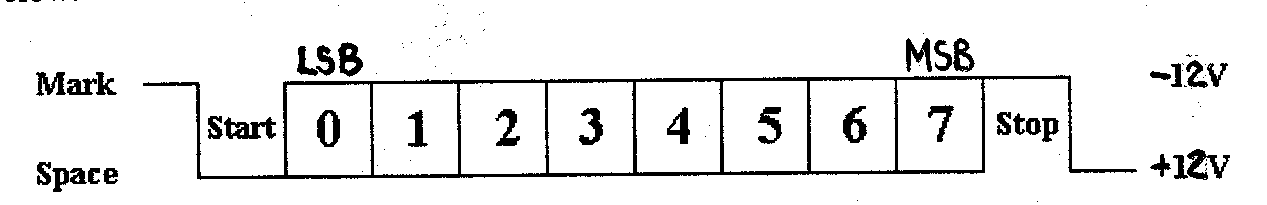 LSB MSB
Mark -12V
Start 0 1 2 3 4 5 6 7 Stop
Space +12V